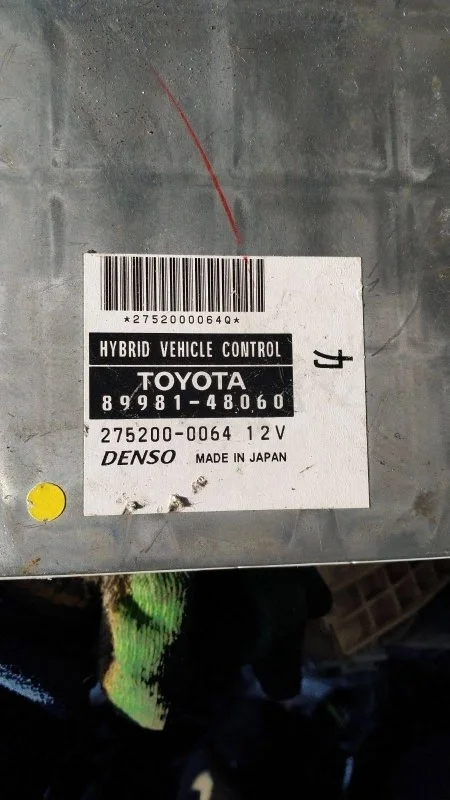 *2752000064Q*
HYBRID VEHICLE CONTROL
カ
TOYOTA
89981-48060
275200-0064 12V
DENSO MADE IN JAPAN